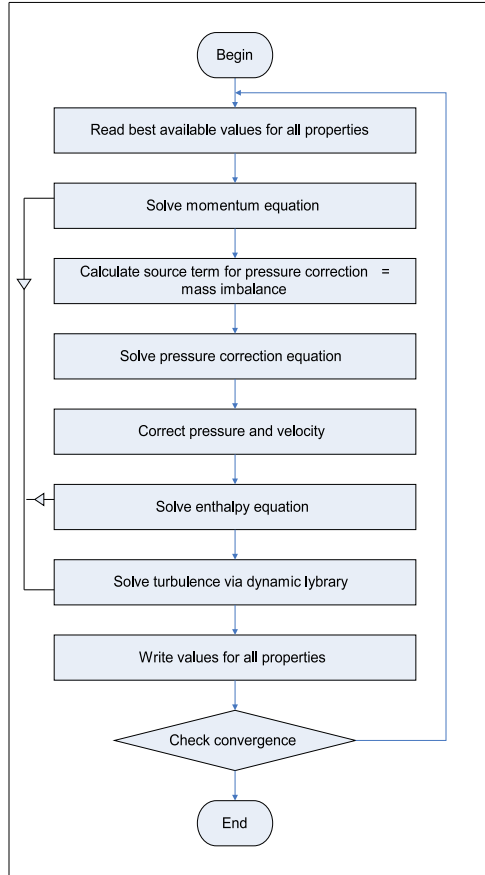 Begin
Read best available values for all properties
Solve momentum equation
Calculate source term for pressure correction =
mass imbalance
Solve pressure correction equation
Correct pressure and velocity
Solve enthalpy equation
Solve turbulence via dynamic lybrary
Write values for all properties
Check convergence
End